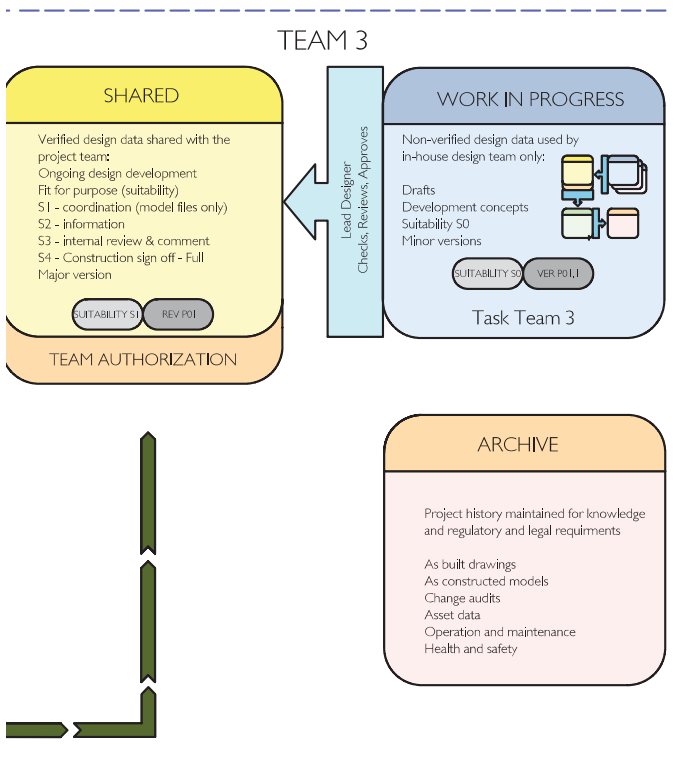 TEAM 3
SHARED
Verified design data shared with the
project team:
Ongoing design development
Fit for purpose (suitability)
S1 - coordination (model files only)
S2 - information
S3 - internal review & comment
S4 - Construction sign off - Full
Major version
SUITABILITY S1
REV P01
TEAM AUTHORIZATION
Lead Designer
Checks, Reviews, Approves
WORK IN PROGRESS
Non-verified design data used by
in-house design team only:
Drafts
Development concepts
Suitability S0
Minor versions
SUITABILITY S0
VER P01.1
Task Team 3
ARCHIVE
Project history maintained for knowledge
and regulatory and legal requirments
As built drawings
As constructed models
Change audits
Asset data
Operation and maintenance
Health and safety